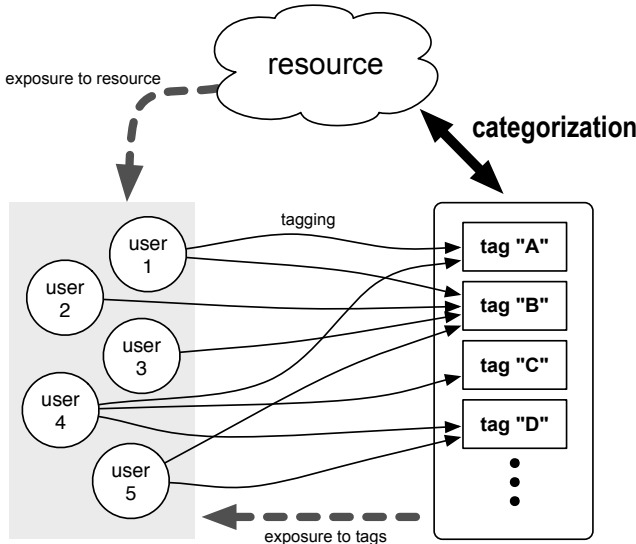 resource
exposure to resource
categorization
tagging
user
1
tag "A"
user
2
tag "B"
user
3
tag "C"
user
4
tag "D"
user
5
exposure to tags